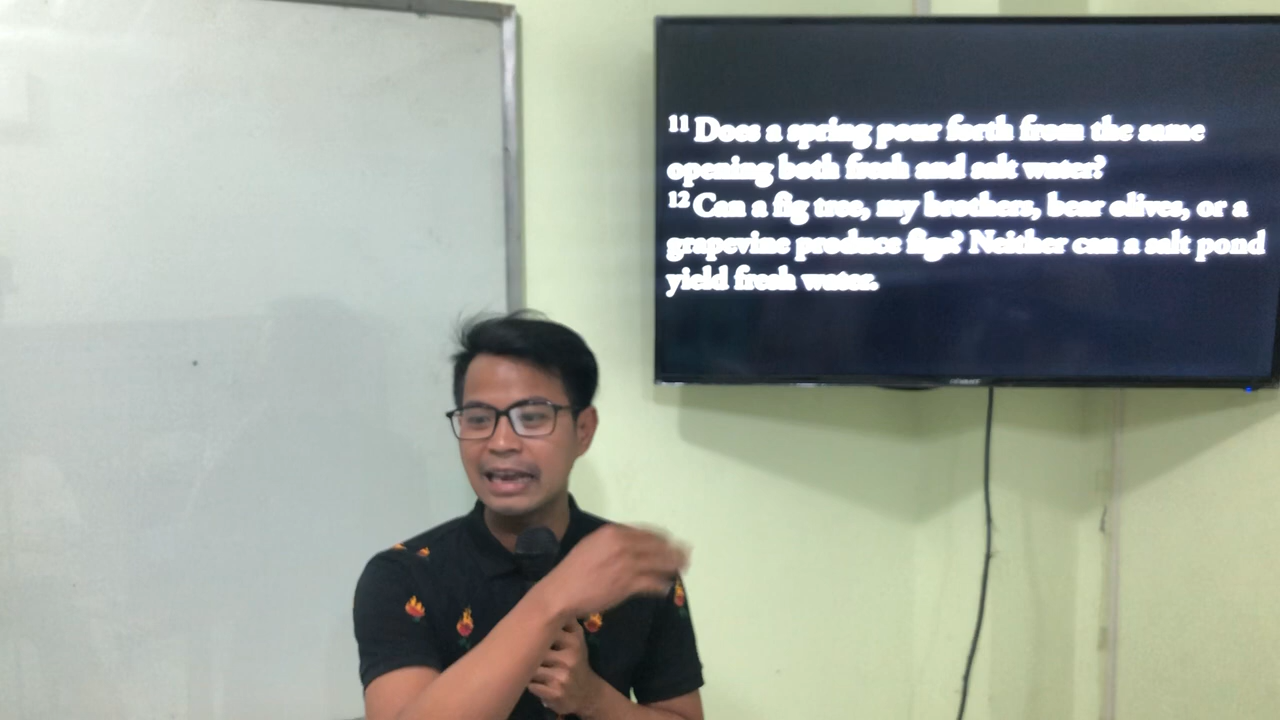 11 Does a spring pour forth from the same
opening both fresh and salt water?
12 Can a fig tree, my brothers, bear olives, or a
grapevine produce figs? Neither can a salt pond
yield fresh water.